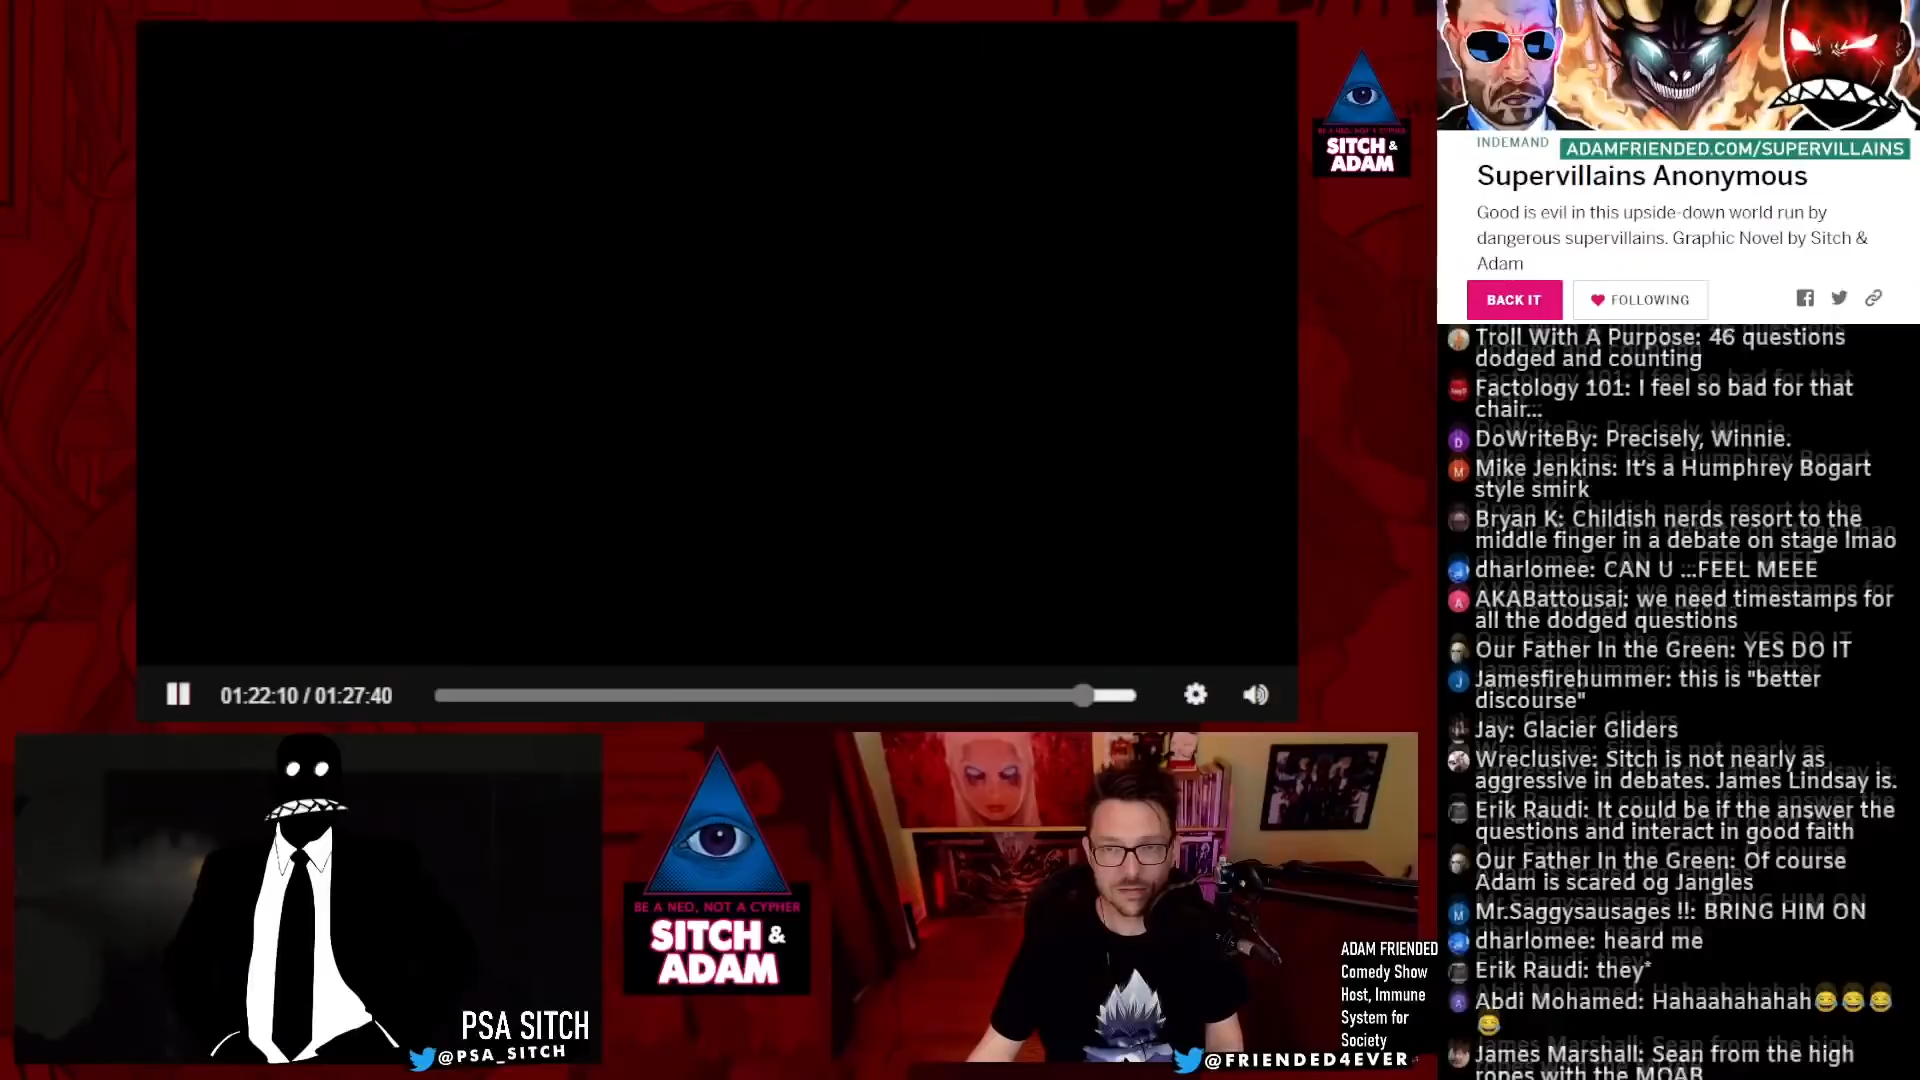 BE A NEO, NOT A CYPHER
SITCH &
ADAM
INDEMAND
ADAMFRIENDED.COM/SUPERVILLAINS
Supervillains Anonymous
Good is evil in this upside-down world run by
dangerous supervillains. Graphic Novel by Sitch &
Adam
BACK IT
FOLLOWING
Troll With A Purpose: 46 questions
dodged and counting
Factology 101: I feel so bad for that
chair...
DoWriteBy: Precisely, Winnie.
Mike Jenkins: It's a Humphrey Bogart
style smirk
Bryan K: Childish nerds resort to the
middle finger in a debate on stage lmao
dharlomee: CAN U ...FEEL MEEE
AKABattousai: we need timestamps for
all the dodged questions
Our Father In the Green: YES DO IT
Jamesfirehummer: this is "better
discourse"
Jay: Glacier Gliders
Wreclusive: Sitch is not nearly as
aggressive in debates. James Lindsay is.
Erik Raudi: It could be if the answer the
questions and interact in good faith
Our Father In the Green: Of course
Adam is scared og Jangles
Mr.Saggysausages !!: BRING HIM ON
dharlomee: heard me
Erik Raudi: they*
Abdi Mohamed: Hahaahahahah😂😂😂
😂
James Marshall: Sean from the high
ropes with the MOAB
01:22:10 / 01:27:40
PSA SITCH
@PSA_SITCH
BE A NEO, NOT A CYPHER
SITCH &
ADAM
ADAM FRIENDED
Comedy Show
Host, Immune
System for
Society
@FRIENDED4EVER